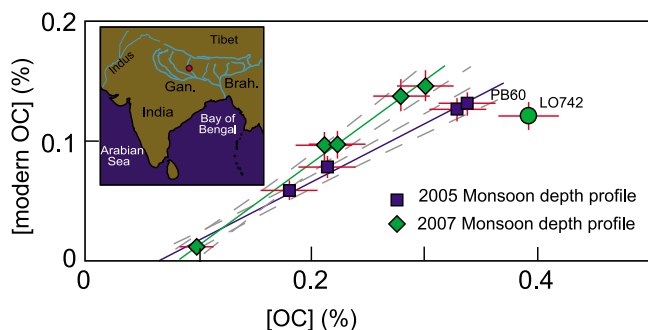 0.2
0.1
0
[modern OC] (%)
Indus
Tibet
Gan.
Brah.
India
Bay of
Bengal
Arabian
Sea
PB60
LO742
2005 Monsoon depth profile
2007 Monsoon depth profile
0
0.2
0.4
[OC] (%)